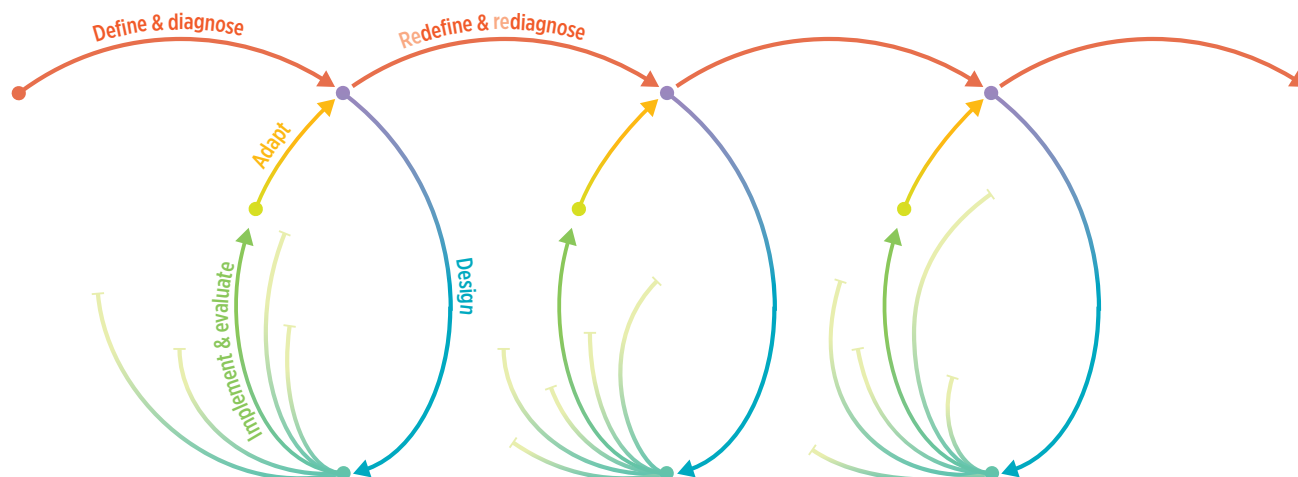 Define & diagnose
Redefine & rediagnose
Adapt
Implement & evaluate
Design